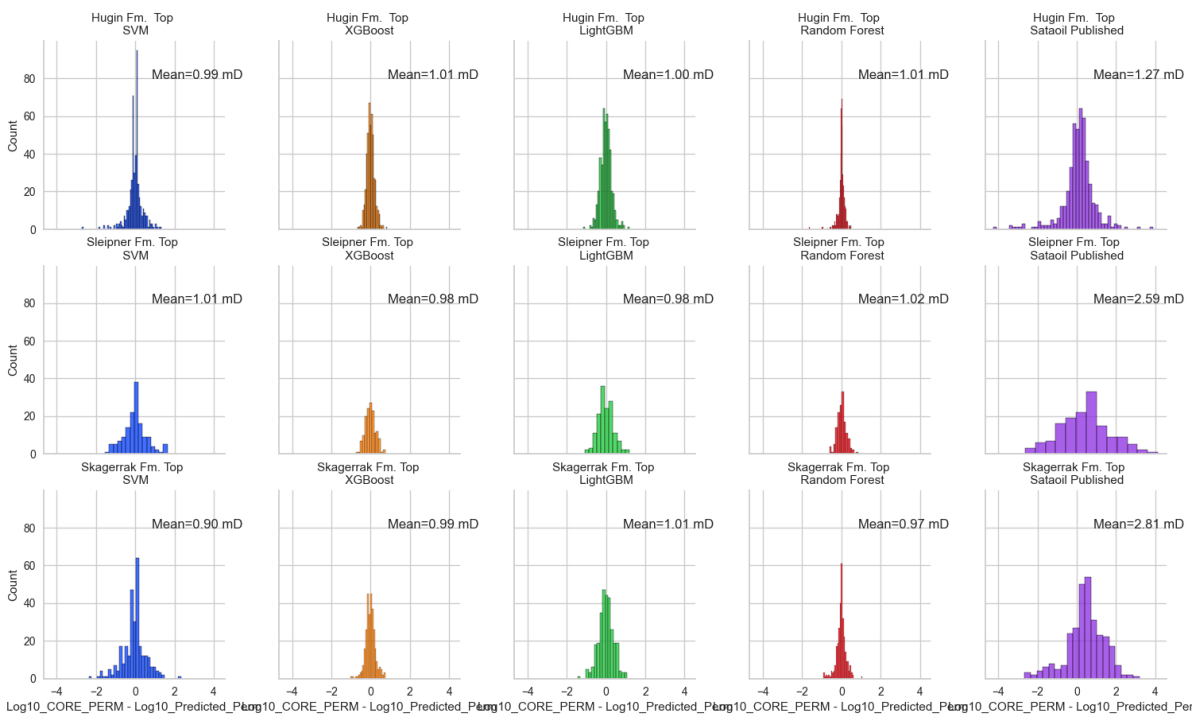 Hugin Fm.  Top
SVM
Hugin Fm.  Top
XGBoost
Hugin Fm.  Top
LightGBM
Hugin Fm.  Top
Random Forest
Hugin Fm.  Top
Sataoil Published
Mean=0.99 mD
Mean=1.01 mD
Mean=1.00 mD
Mean=1.01 mD
Mean=1.27 mD
80
60
40
20
0
Count
Sleipner Fm. Top
SVM
Sleipner Fm. Top
XGBoost
Sleipner Fm. Top
LightGBM
Sleipner Fm. Top
Random Forest
Sleipner Fm. Top
Sataoil Published
Mean=1.01 mD
Mean=0.98 mD
Mean=0.98 mD
Mean=1.02 mD
Mean=2.59 mD
80
60
40
20
0
Count
Skagerrak Fm. Top
SVM
Skagerrak Fm. Top
XGBoost
Skagerrak Fm. Top
LightGBM
Skagerrak Fm. Top
Random Forest
Skagerrak Fm. Top
Sataoil Published
Mean=0.90 mD
Mean=0.99 mD
Mean=1.01 mD
Mean=0.97 mD
Mean=2.81 mD
80
60
40
20
0
Count
−4 −2 0 2 4
−4 −2 0 2 4
−4 −2 0 2 4
−4 −2 0 2 4
−4 −2 0 2 4
Log10_CORE_PERM - Log10_Predicted_Perm
Log10_CORE_PERM - Log10_Predicted_Perm
Log10_CORE_PERM - Log10_Predicted_Perm
Log10_CORE_PERM - Log10_Predicted_Perm
Log10_CORE_PERM - Log10_Predicted_Per